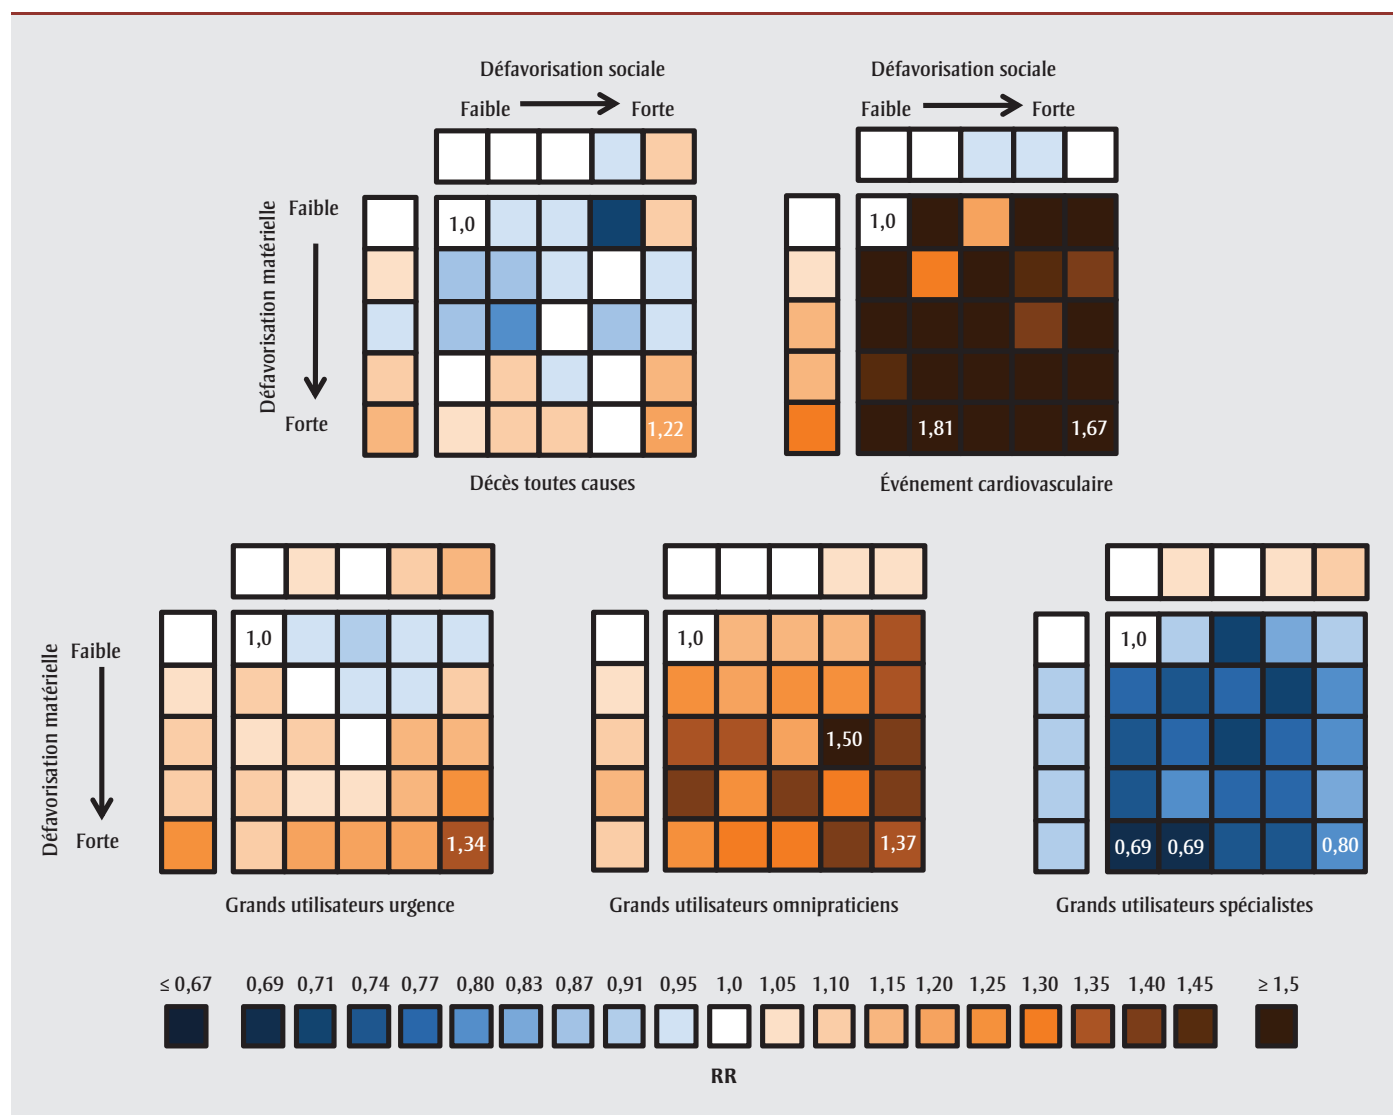 Défavorisation sociale
Faible Forte
Défavorisation sociale
Faible Forte
Défavorisation matérielle
Faible
Forte
1,0
1,22
Décès toutes causes
1,0
1,81 1,67
Événement cardiovasculaire
Défavorisation matérielle
Faible
Forte
1,0
1,34
Grands utilisateurs urgence
1,0
1,50
1,37
Grands utilisateurs omnipraticiens
1,0
0,69 0,69 0,80
Grands utilisateurs spécialistes
≤ 0,67 0,69 0,71 0,74 0,77 0,80 0,83 0,87 0,91 0,95 1,0 1,05 1,10 1,15 1,20 1,25 1,30 1,35 1,40 1,45 ≥ 1,5
RR